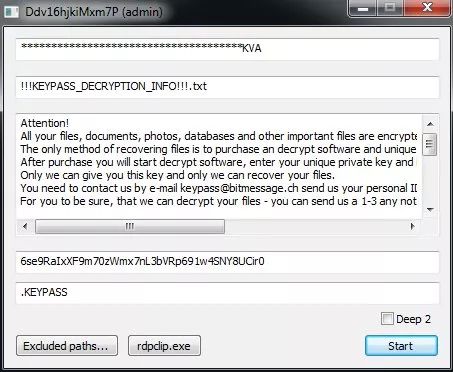 Ddv16hjkiMxm7P (admin)
*************************************KVA
!!!KEYPASS_DECRYPTION_INFO!!!.txt
Attention!
All your files, documents, photos, databases and other important files are encrypte
The only method of recovering files is to purchase an decrypt software and unique
After purchase you will start decrypt software, enter your unique private key and
Only we can give you this key and only we can recover your files.
You need to contact us by e-mail keypass@bitmessage.ch send us your personal
For you to be sure, that we can decrypt your files - you can send us a 1-3 any not
6se9RaIxXF9m70zWmx7nL3bVRp691w4SNY8UCir0
.KEYPASS
Deep 2
Excluded paths... rdpclip.exe Start